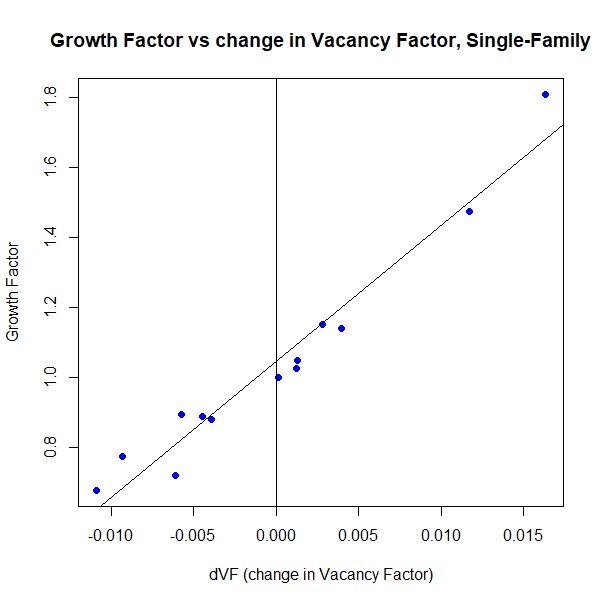 Growth Factor vs change in Vacancy Factor, Single-Family
Growth Factor
1.8
1.6
1.4
1.2
1.0
0.8
-0.010 -0.005 0.000 0.005 0.010 0.015
dVF (change in Vacancy Factor)